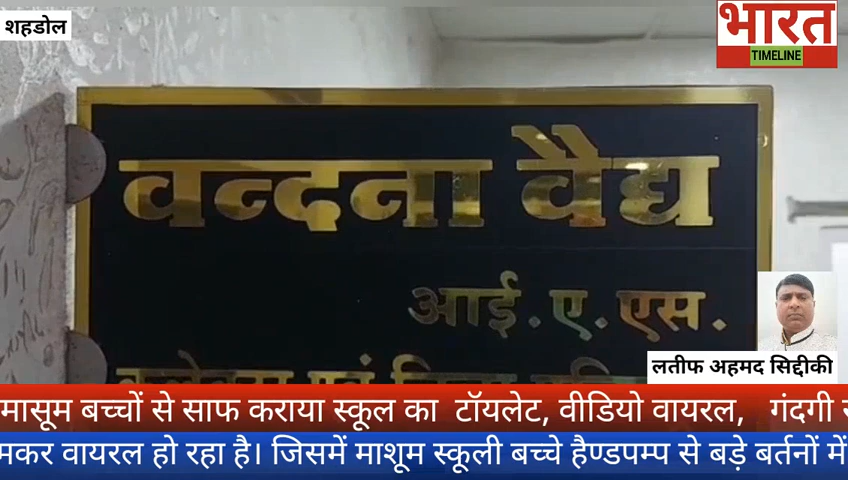 शहडोल
भारत
TIMELINE
वन्दना वैद्य
आई.ए.एस.
लतीफ अहमद सिद्दीकी
मासूम बच्चों से साफ कराया स्कूल का टॉयलेट, वीडियो वायरल, गंदगी
वायरल हो रहा है। जिसमें माशूम स्कूली बच्चे हैण्डपम्प से बड़े बर्तनों में